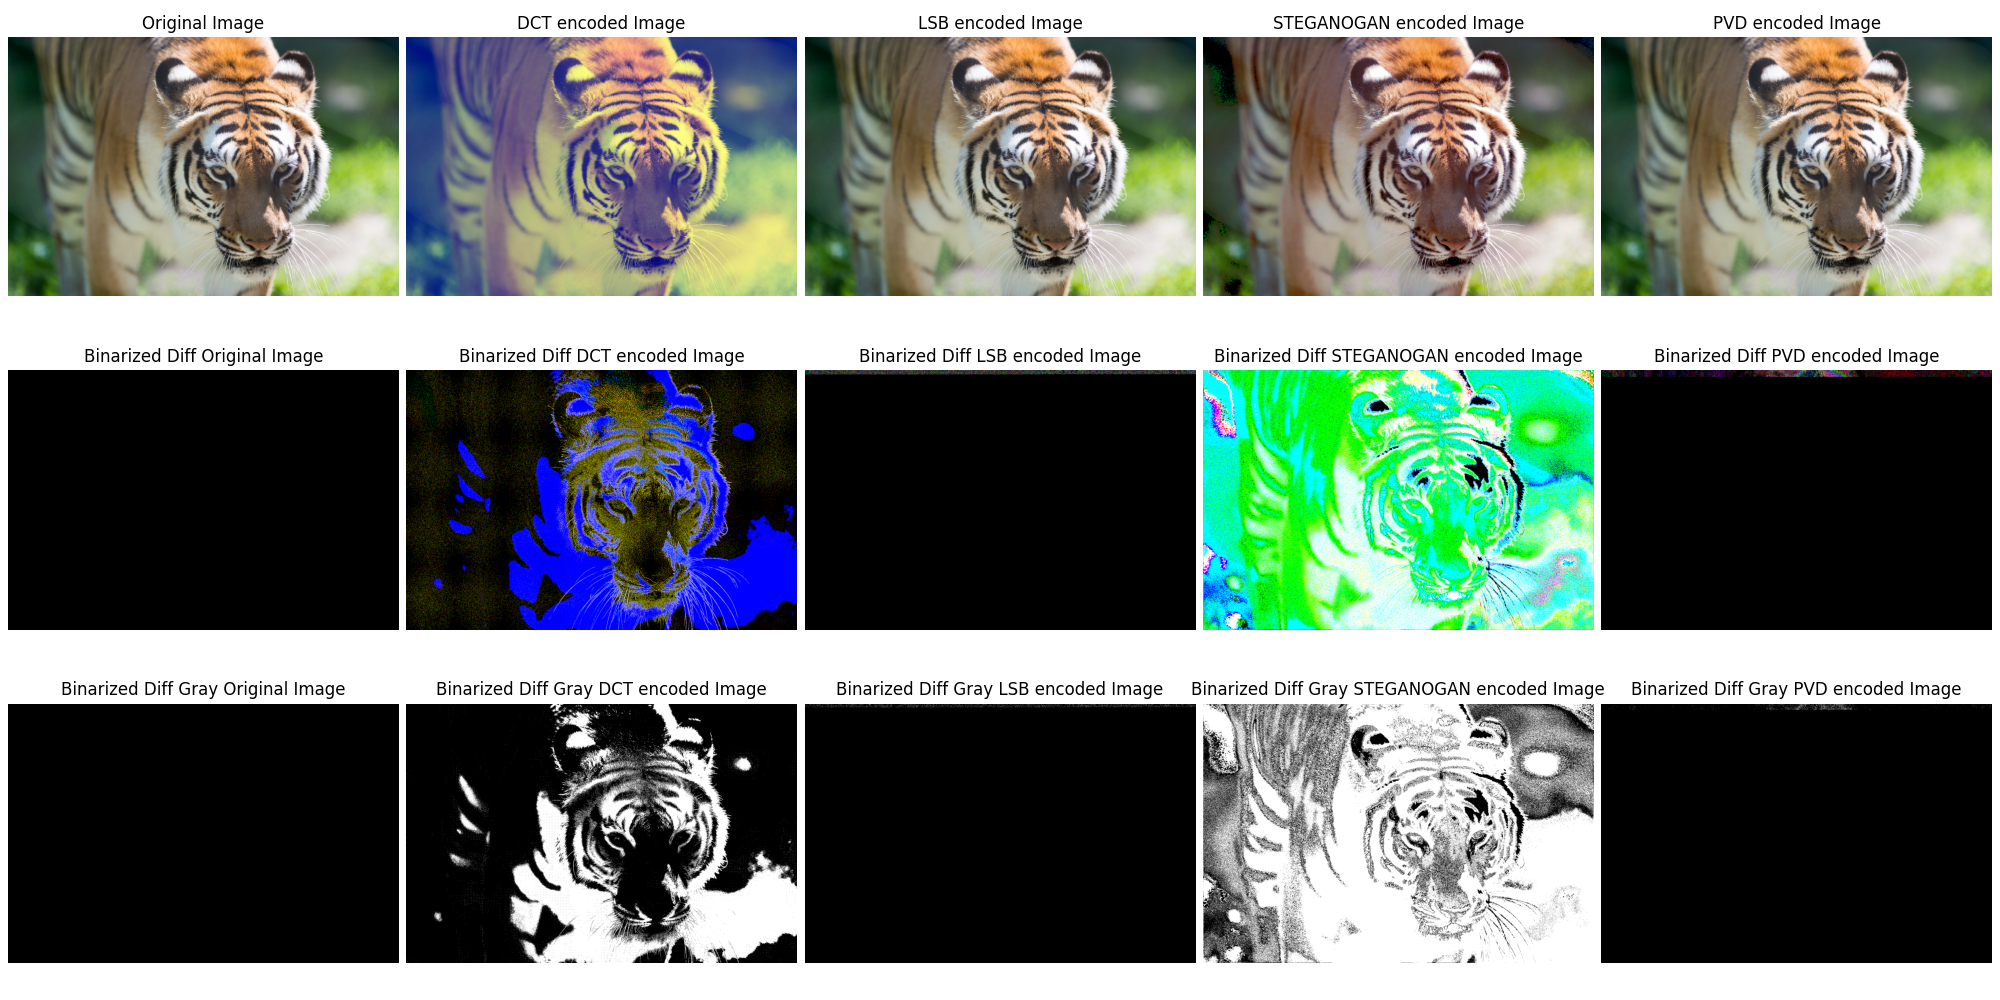 Original Image
DCT encoded Image
LSB encoded Image
STEGANOGAN encoded Image
PVD encoded Image
Binarized Diff Original Image
Binarized Diff DCT encoded Image
Binarized Diff LSB encoded Image
Binarized Diff STEGANOGAN encoded Image
Binarized Diff PVD encoded Image
Binarized Diff Gray Original Image
Binarized Diff Gray DCT encoded Image
Binarized Diff Gray LSB encoded Image
Binarized Diff Gray STEGANOGAN encoded Image
Binarized Diff Gray PVD encoded Image